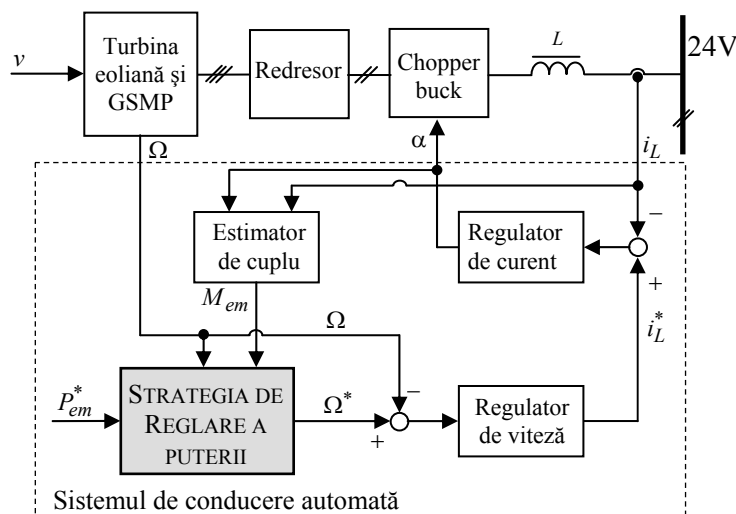 v
Turbina
eoliană şi
GSMP
Redresor
Chopper
buck
L
24V
Ω
α
i_L
Estimator
de cuplu
Regulator
de curent
−
+
M_em
Ω
i_L^*
P_em^*
STRATEGIA DE
REGLARE A
PUTERII
Ω^*
−
+
Regulator
de viteză
Sistemul de conducere automată